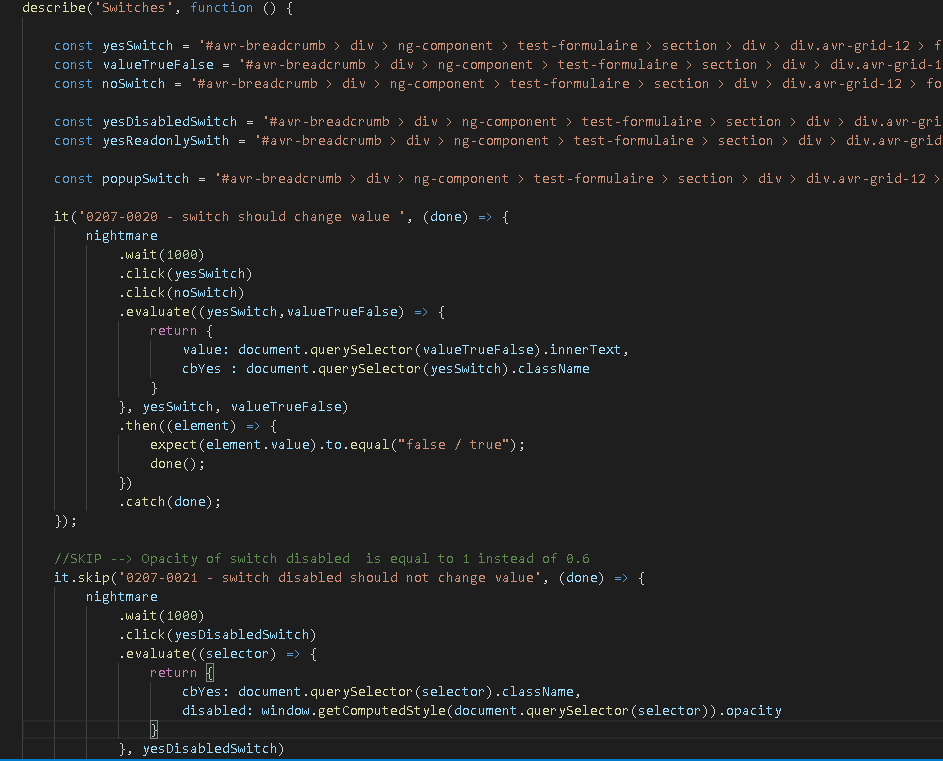 describe('Switches', function () {
const yesSwitch = '#avr-breadcrumb > div > ng-component > test-formulaire > section > div > div.avr-grid-12 > f
const valueTrueFalse = '#avr-breadcrumb > div > ng-component > test-formulaire > section > div > div.avr-grid-1
const noSwitch = '#avr-breadcrumb > div > ng-component > test-formulaire > section > div > div.avr-grid-12 > fo
const yesDisabledSwitch = '#avr-breadcrumb > div > ng-component > test-formulaire > section > div > div.avr-gri
const yesReadonlySwith = '#avr-breadcrumb > div > ng-component > test-formulaire > section > div > div.avr-grid
const popupSwitch = '#avr-breadcrumb > div > ng-component > test-formulaire > section > div > div.avr-grid-12 >
it('0207-0020 - switch should change value ', (done) => {
nightmare
.wait(1000)
.click(yesSwitch)
.click(noSwitch)
.evaluate((yesSwitch,valueTrueFalse) => {
return {
value: document.querySelector(valueTrueFalse).innerText,
cbYes : document.querySelector(yesSwitch).className
}
}, yesSwitch, valueTrueFalse)
.then((element) => {
expect(element.value).to.equal("false / true");
done();
})
.catch(done);
});
//SKIP --> Opacity of switch disabled  is equal to 1 instead of 0.6
it.skip('0207-0021 - switch disabled should not change value', (done) => {
nightmare
.wait(1000)
.click(yesDisabledSwitch)
.evaluate((selector) => {
return {
cbYes: document.querySelector(selector).className,
disabled: window.getComputedStyle(document.querySelector(selector)).opacity
}
}, yesDisabledSwitch)